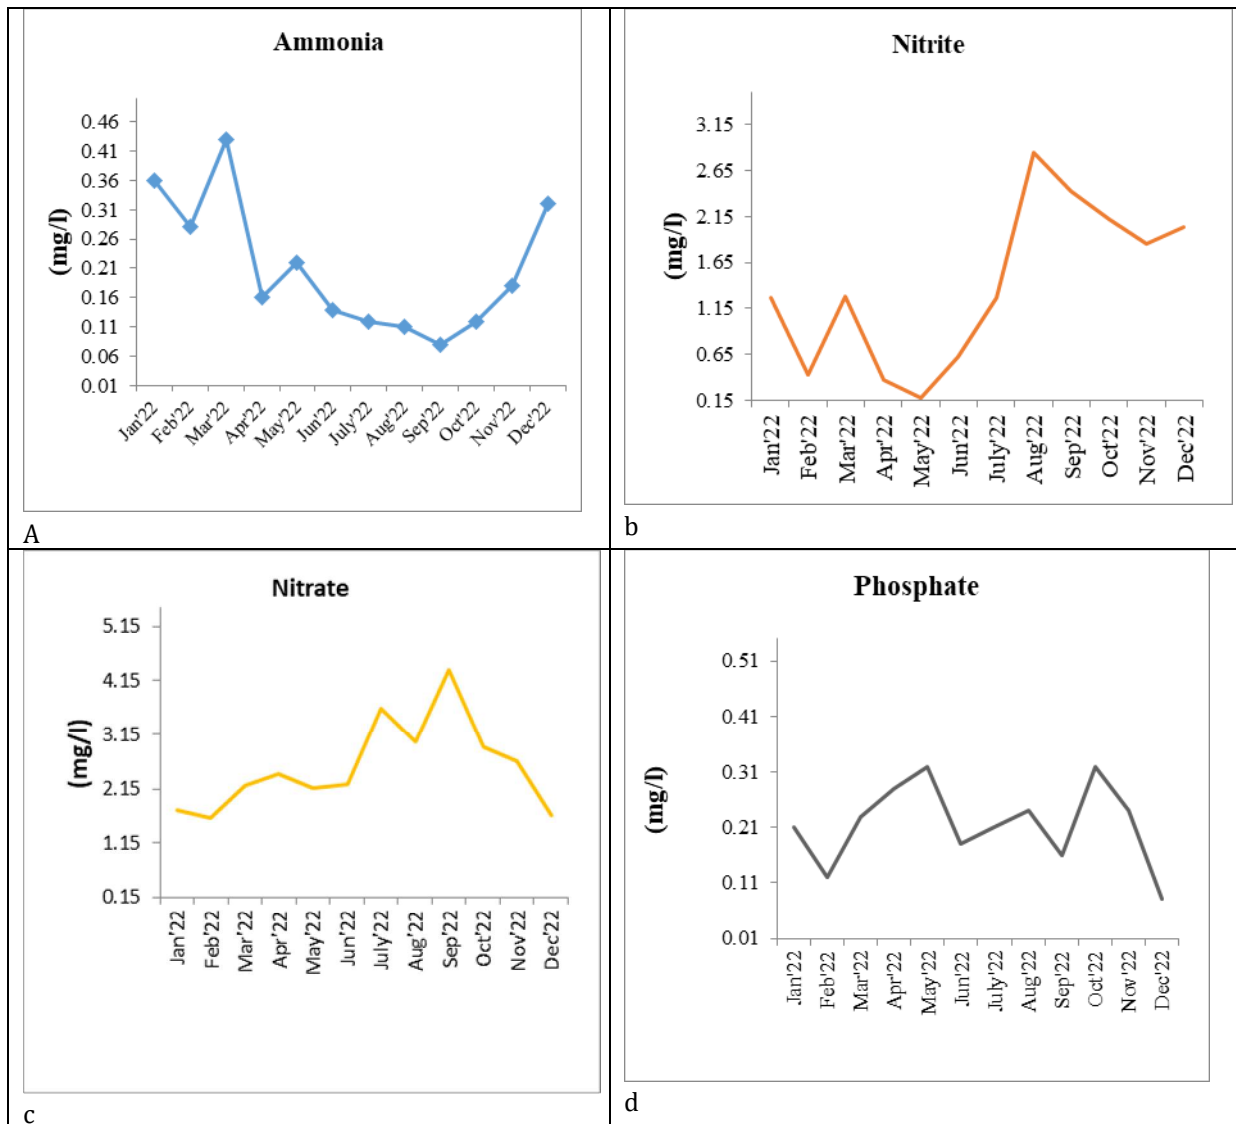 Ammonia
(mg/l)
0.46
0.41
0.36
0.31
0.26
0.21
0.16
0.11
0.06
0.01
Jan'22
Feb'22
Mar'22
Apr'22
May'22
Jun'22
July'22
Aug'22
Sep'22
Oct'22
Nov'22
Dec'22
A
Nitrite
(mg/l)
3.15
2.65
2.15
1.65
1.15
0.65
0.15
Jan'22
Feb'22
Mar'22
Apr'22
May'22
Jun'22
July'22
Aug'22
Sep'22
Oct'22
Nov'22
Dec'22
b
Nitrate
(mg/l)
5.15
4.15
3.15
2.15
1.15
0.15
Jan'22
Feb'22
Mar'22
Apr'22
May'22
Jun'22
July'22
Aug'22
Sep'22
Oct'22
Nov'22
Dec'22
c
Phosphate
(mg/l)
0.51
0.41
0.31
0.21
0.11
0.01
Jan'22
Feb'22
Mar'22
Apr'22
May'22
Jun'22
July'22
Aug'22
Sep'22
Oct'22
Nov'22
Dec'22
d